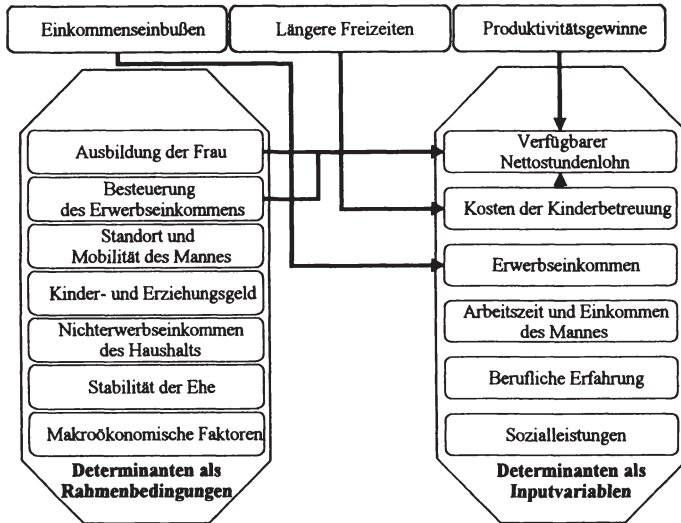 Einkommenseinbußen
Längere Freizeiten
Produktivitätsgewinne
Ausbildung der Frau
Besteuerung
des Erwerbseinkommens
Standort und
Mobilität des Mannes
Kinder- und Erziehungsgeld
Nichterwerbseinkommen
des Haushalts
Stabilität der Ehe
Makroökonomische Faktoren
Determinanten als
Rahmenbedingungen
Verfügbarer
Nettostundenlohn
Kosten der Kinderbetreuung
Erwerbseinkommen
Arbeitszeit und Einkommen
des Mannes
Berufliche Erfahrung
Sozialleistungen
Determinanten als
Inputvariablen